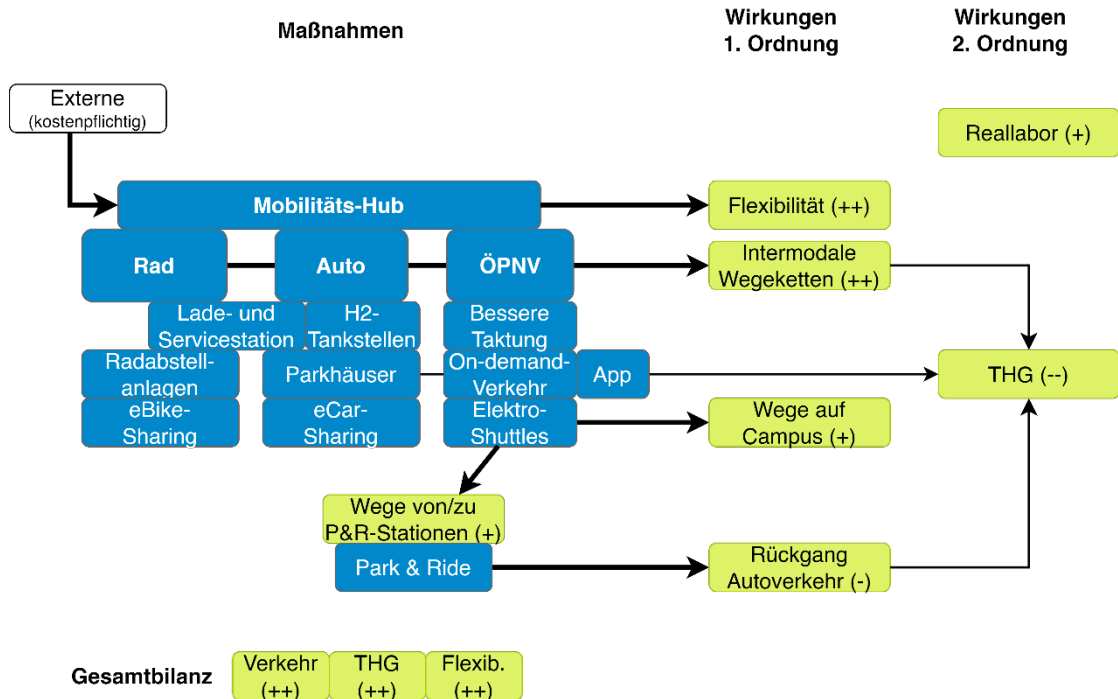 Maßnahmen
Wirkungen
1. Ordnung
Wirkungen
2. Ordnung
Externe
(kostenpflichtig)
Reallabor (+)
Mobilitäts-Hub
Flexibilität (++)
Rad
Auto
ÖPNV
Intermodale
Wegeketten (++)
Lade- und
Servicestation
H2-
Tankstellen
Bessere
Taktung
Radabstell-
anlagen
Parkhäuser
On-demand-
Verkehr
App
THG (--)
eBike-
Sharing
eCar-
Sharing
Elektro-
Shuttles
Wege auf
Campus (+)
Wege von/zu
P&R-Stationen (+)
Park & Ride
Rückgang
Autoverkehr (-)
Gesamtbilanz
Verkehr
(++)
THG
(++)
Flexib.
(++)